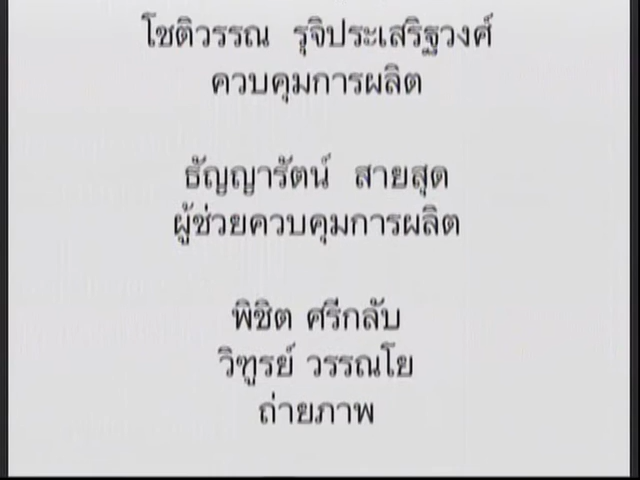 โชติวรรณ รุจิประเสริฐวงศ์
ควบคุมการผลิต
ธัญญารัตน์ สายสุด
ผู้ช่วยควบคุมการผลิต
พิชิต ศรีกลับ
วิฑูรย์ วรรณโย
ถ่ายภาพ